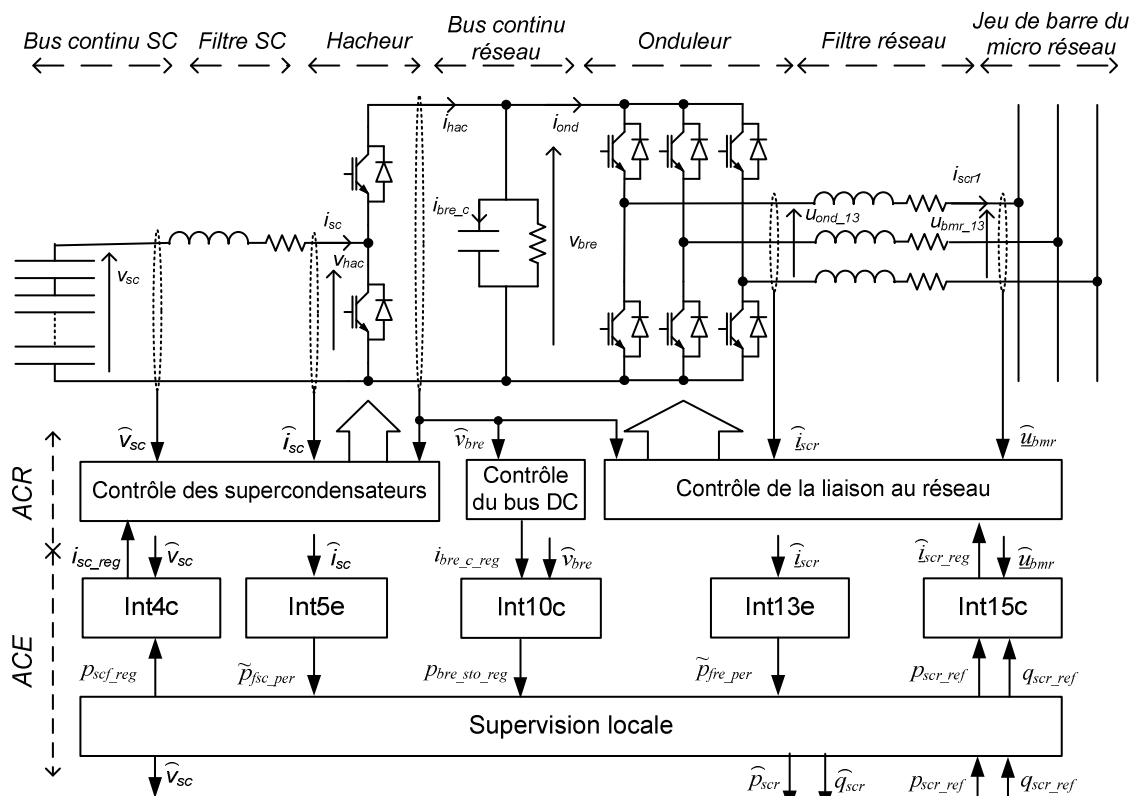 Bus continu SC
Filtre SC
Hacheur
Bus continu
réseau
Onduleur
Filtre réseau
Jeu de barre du
micro réseau
i_hac
i_ond
i_scr1
i_sc
i_bre_c
u_ond_13
u_bmr_13
v_sc
v_hac
v_bre
v̂_sc
î_sc
v̂_bre
î_scr
û_bmr
ACR
Contrôle des supercondensateurs
Contrôle
du bus DC
Contrôle de la liaison au réseau
i_sc_reg
v̂_sc
î_sc
i_bre_c_reg
v̂_bre
î_scr
î_scr_reg
û_bmr
ACE
Int4c
Int5e
Int10c
Int13e
Int15c
p_scf_reg
p̃_fsc_per
p_bre_sto_reg
p̃_fre_per
p_scr_ref
q_scr_ref
Supervision locale
v̂_sc
p̂_scr
q̂_scr
p_scr_ref
q_scr_ref